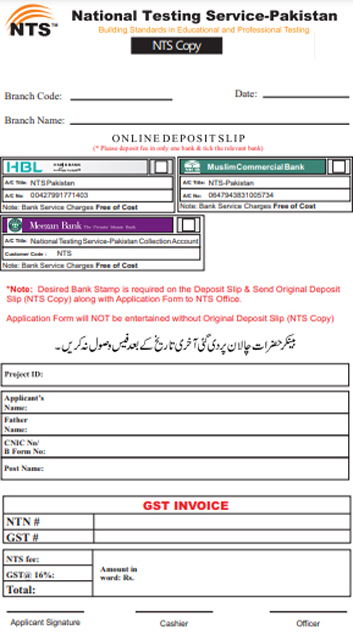 NTS
National Testing Service-Pakistan
Building Standards in Educational and Professional Testing
NTS Copy
Branch Code:
Date:
Branch Name:
ONLINE DEPOSIT SLIP
(* Please deposit fee in only one bank & tick the relevant bank)
HBL
Muslim Commercial Bank
A/C Title: NTS Pakistan
A/C Title: NTS-Pakistan
A/C No: 00427991771403
A/C No: 0647943831005734
Note: Bank Service Charges Free of Cost
Note: Bank Service Charges Free of Cost
Meezan Bank
The Premier Islamic Bank
A/C Title: National Testing Service-Pakistan Collection Account
Customer Code : NTS
Note: Bank Service Charges Free of Cost
*Note: Desired Bank Stamp is required on the Deposit Slip & Send Original Deposit
Slip (NTS Copy) along with Application Form to NTS Office.
Application Form will NOT be entertained without Original Deposit Slip (NTS Copy)
بینکر حضرات چالان پر دی گئی آخری تاریخ کے بعد فیس وصول نہ کریں۔
Project ID:
Applicant's
Name:
Father
Name:
CNIC No/
B Form No:
Post Name:
GST INVOICE
NTN #
GST #
NTS fee:
GST@ 16%:
Total:
Amount in
word: Rs.
Applicant Signature
Cashier
Officer